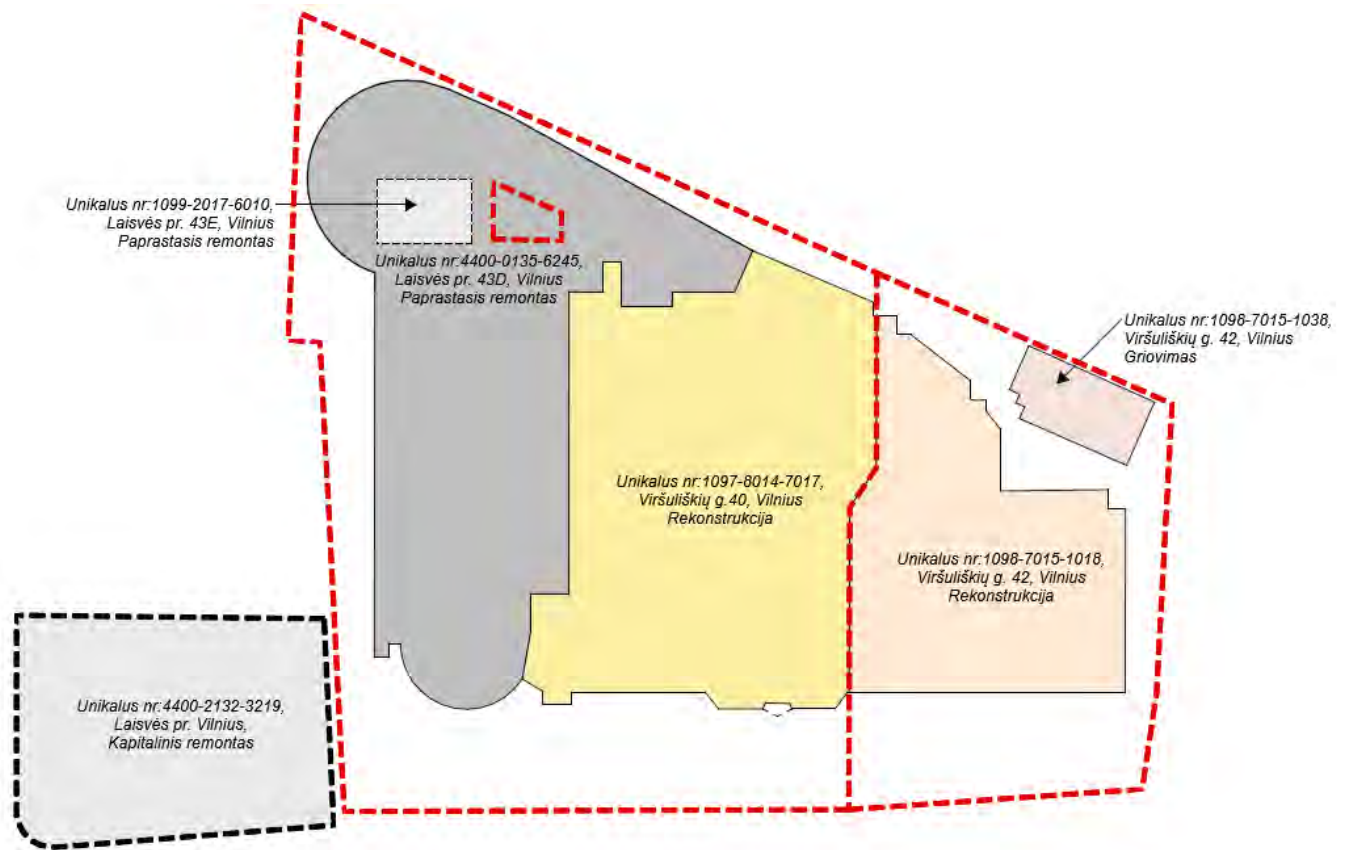 Unikalus nr:1099-2017-6010,
Laisvės pr. 43E, Vilnius
Paprastasis remontas
Unikalus nr:4400-0135-6245,
Laisvės pr. 43D, Vilnius
Paprastasis remontas
Unikalus nr:1098-7015-1038,
Viršuliškių g. 42, Vilnius
Griovimas
Unikalus nr:1097-8014-7017,
Viršuliškių g.40, Vilnius
Rekonstrukcija
Unikalus nr:1098-7015-1018,
Viršuliškių g. 42, Vilnius
Rekonstrukcija
Unikalus nr:4400-2132-3219,
Laisvės pr. Vilnius,
Kapitalinis remontas